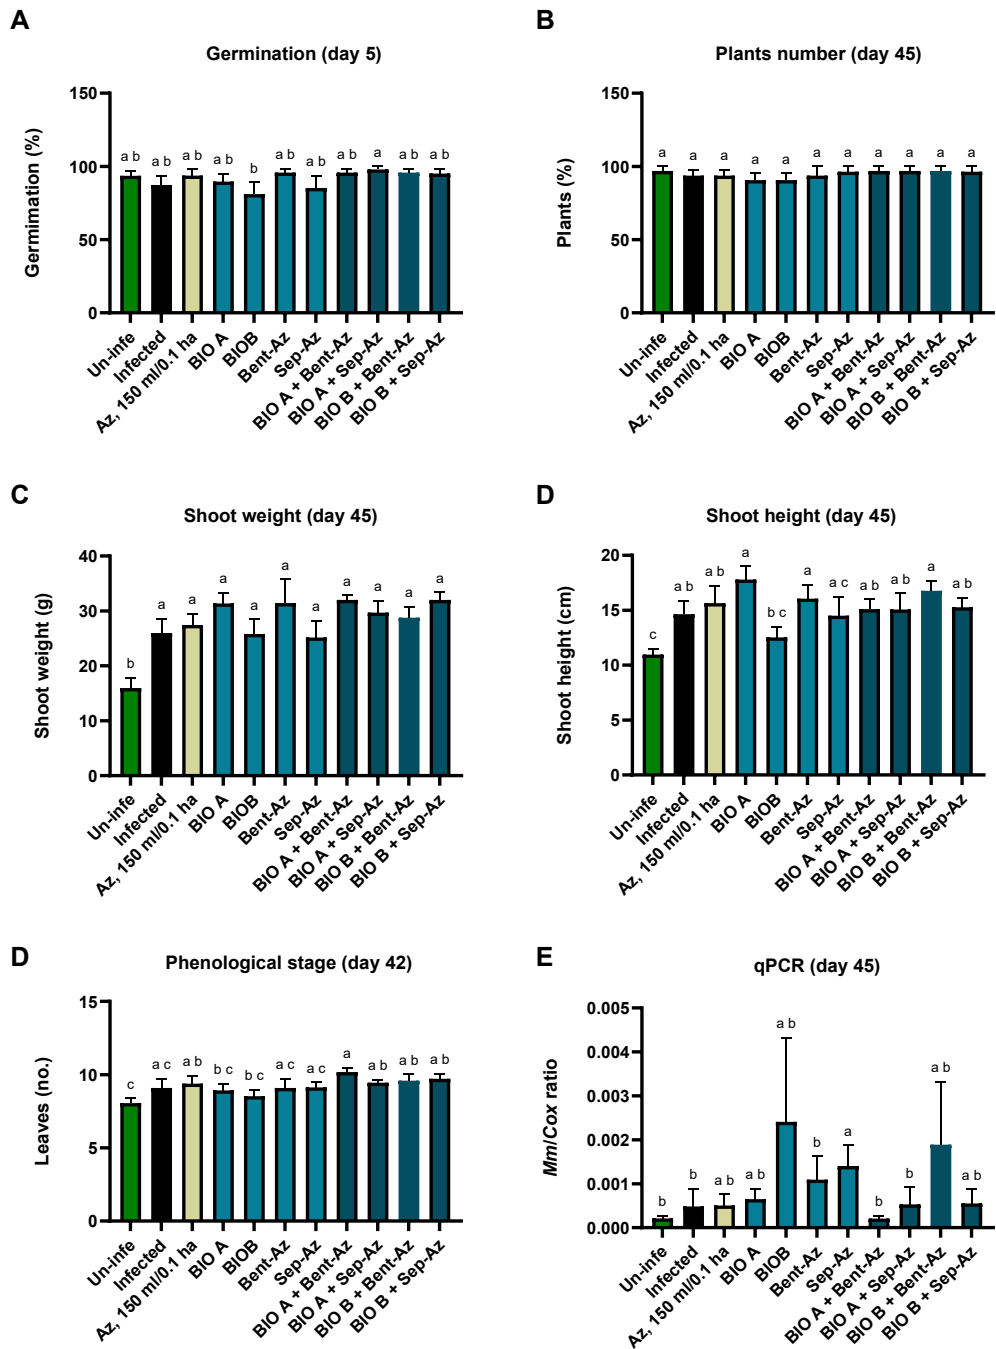 A
Germination (day 5)
Germimation (%)
150
100
50
0
a b
a b
a b
a b
b
a b
a b
a b
a
a b
a b
Un-infe
Infected
Az, 150 ml/0.1 ha
BIO A
BIOB
Bent-Az
Sep-Az
BIO A + Bent-Az
BIO A + Sep-Az
BIO B + Bent-Az
BIO B + Sep-Az
B
Plants number (day 45)
Plants (%)
150
100
50
0
a
a
a
a
a
a
a
a
a
a
a
Un-infe
Infected
Az, 150 ml/0.1 ha
BIO A
BIOB
Bent-Az
Sep-Az
BIO A + Bent-Az
BIO A + Sep-Az
BIO B + Bent-Az
BIO B + Sep-Az
C
Shoot weight (day 45)
Shoot weight (g)
40
30
20
10
0
b
a
a
a
a
a
a
a
a
a
a
Un-infe
Infected
Az, 150 ml/0.1 ha
BIO A
BIOB
Bent-Az
Sep-Az
BIO A + Bent-Az
BIO A + Sep-Az
BIO B + Bent-Az
BIO B + Sep-Az
D
Shoot height (day 45)
Shoot height (cm)
20
15
10
5
0
c
a b
a b
a
b c
a
a c
a b
a b
a
a b
Un-infe
Infected
Az, 150 ml/0.1 ha
BIO A
BIOB
Bent-Az
Sep-Az
BIO A + Bent-Az
BIO A + Sep-Az
BIO B + Bent-Az
BIO B + Sep-Az
D
Phenological stage (day 42)
Leaves (no.)
15
10
5
0
c
a c
a b
b c
b c
a c
a c
a
a b
a b
a b
Un-infe
Infected
Az, 150 ml/0.1 ha
BIO A
BIOB
Bent-Az
Sep-Az
BIO A + Bent-Az
BIO A + Sep-Az
BIO B + Bent-Az
BIO B + Sep-Az
E
qPCR (day 45)
Mm/Cox ratio
0.005
0.004
0.003
0.002
0.001
0.000
b
b
a b
a b
a b
b
a
b
b
a b
a b
Un-infe
Infected
Az, 150 ml/0.1 ha
BIO A
BIOB
Bent-Az
Sep-Az
BIO A + Bent-Az
BIO A + Sep-Az
BIO B + Bent-Az
BIO B + Sep-Az